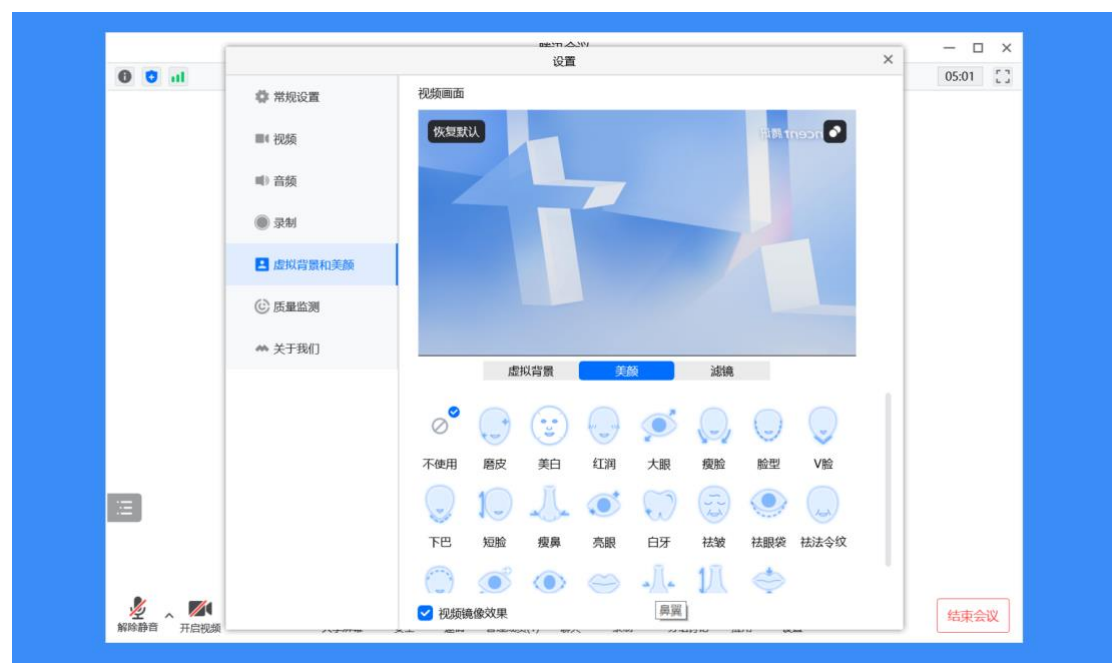 腾讯会议
设置
05:01
常规设置
视频
音频
录制
虚拟背景和美颜
质量监测
关于我们
视频画面
恢复默认
虚拟背景
美颜
滤镜
不使用 磨皮 美白 红润 大眼 瘦脸 脸型 V脸
下巴 短脸 瘦鼻 亮眼 白牙 祛皱 祛眼袋 祛法令纹
视频镜像效果
鼻翼
解除静音
开启视频
结束会议